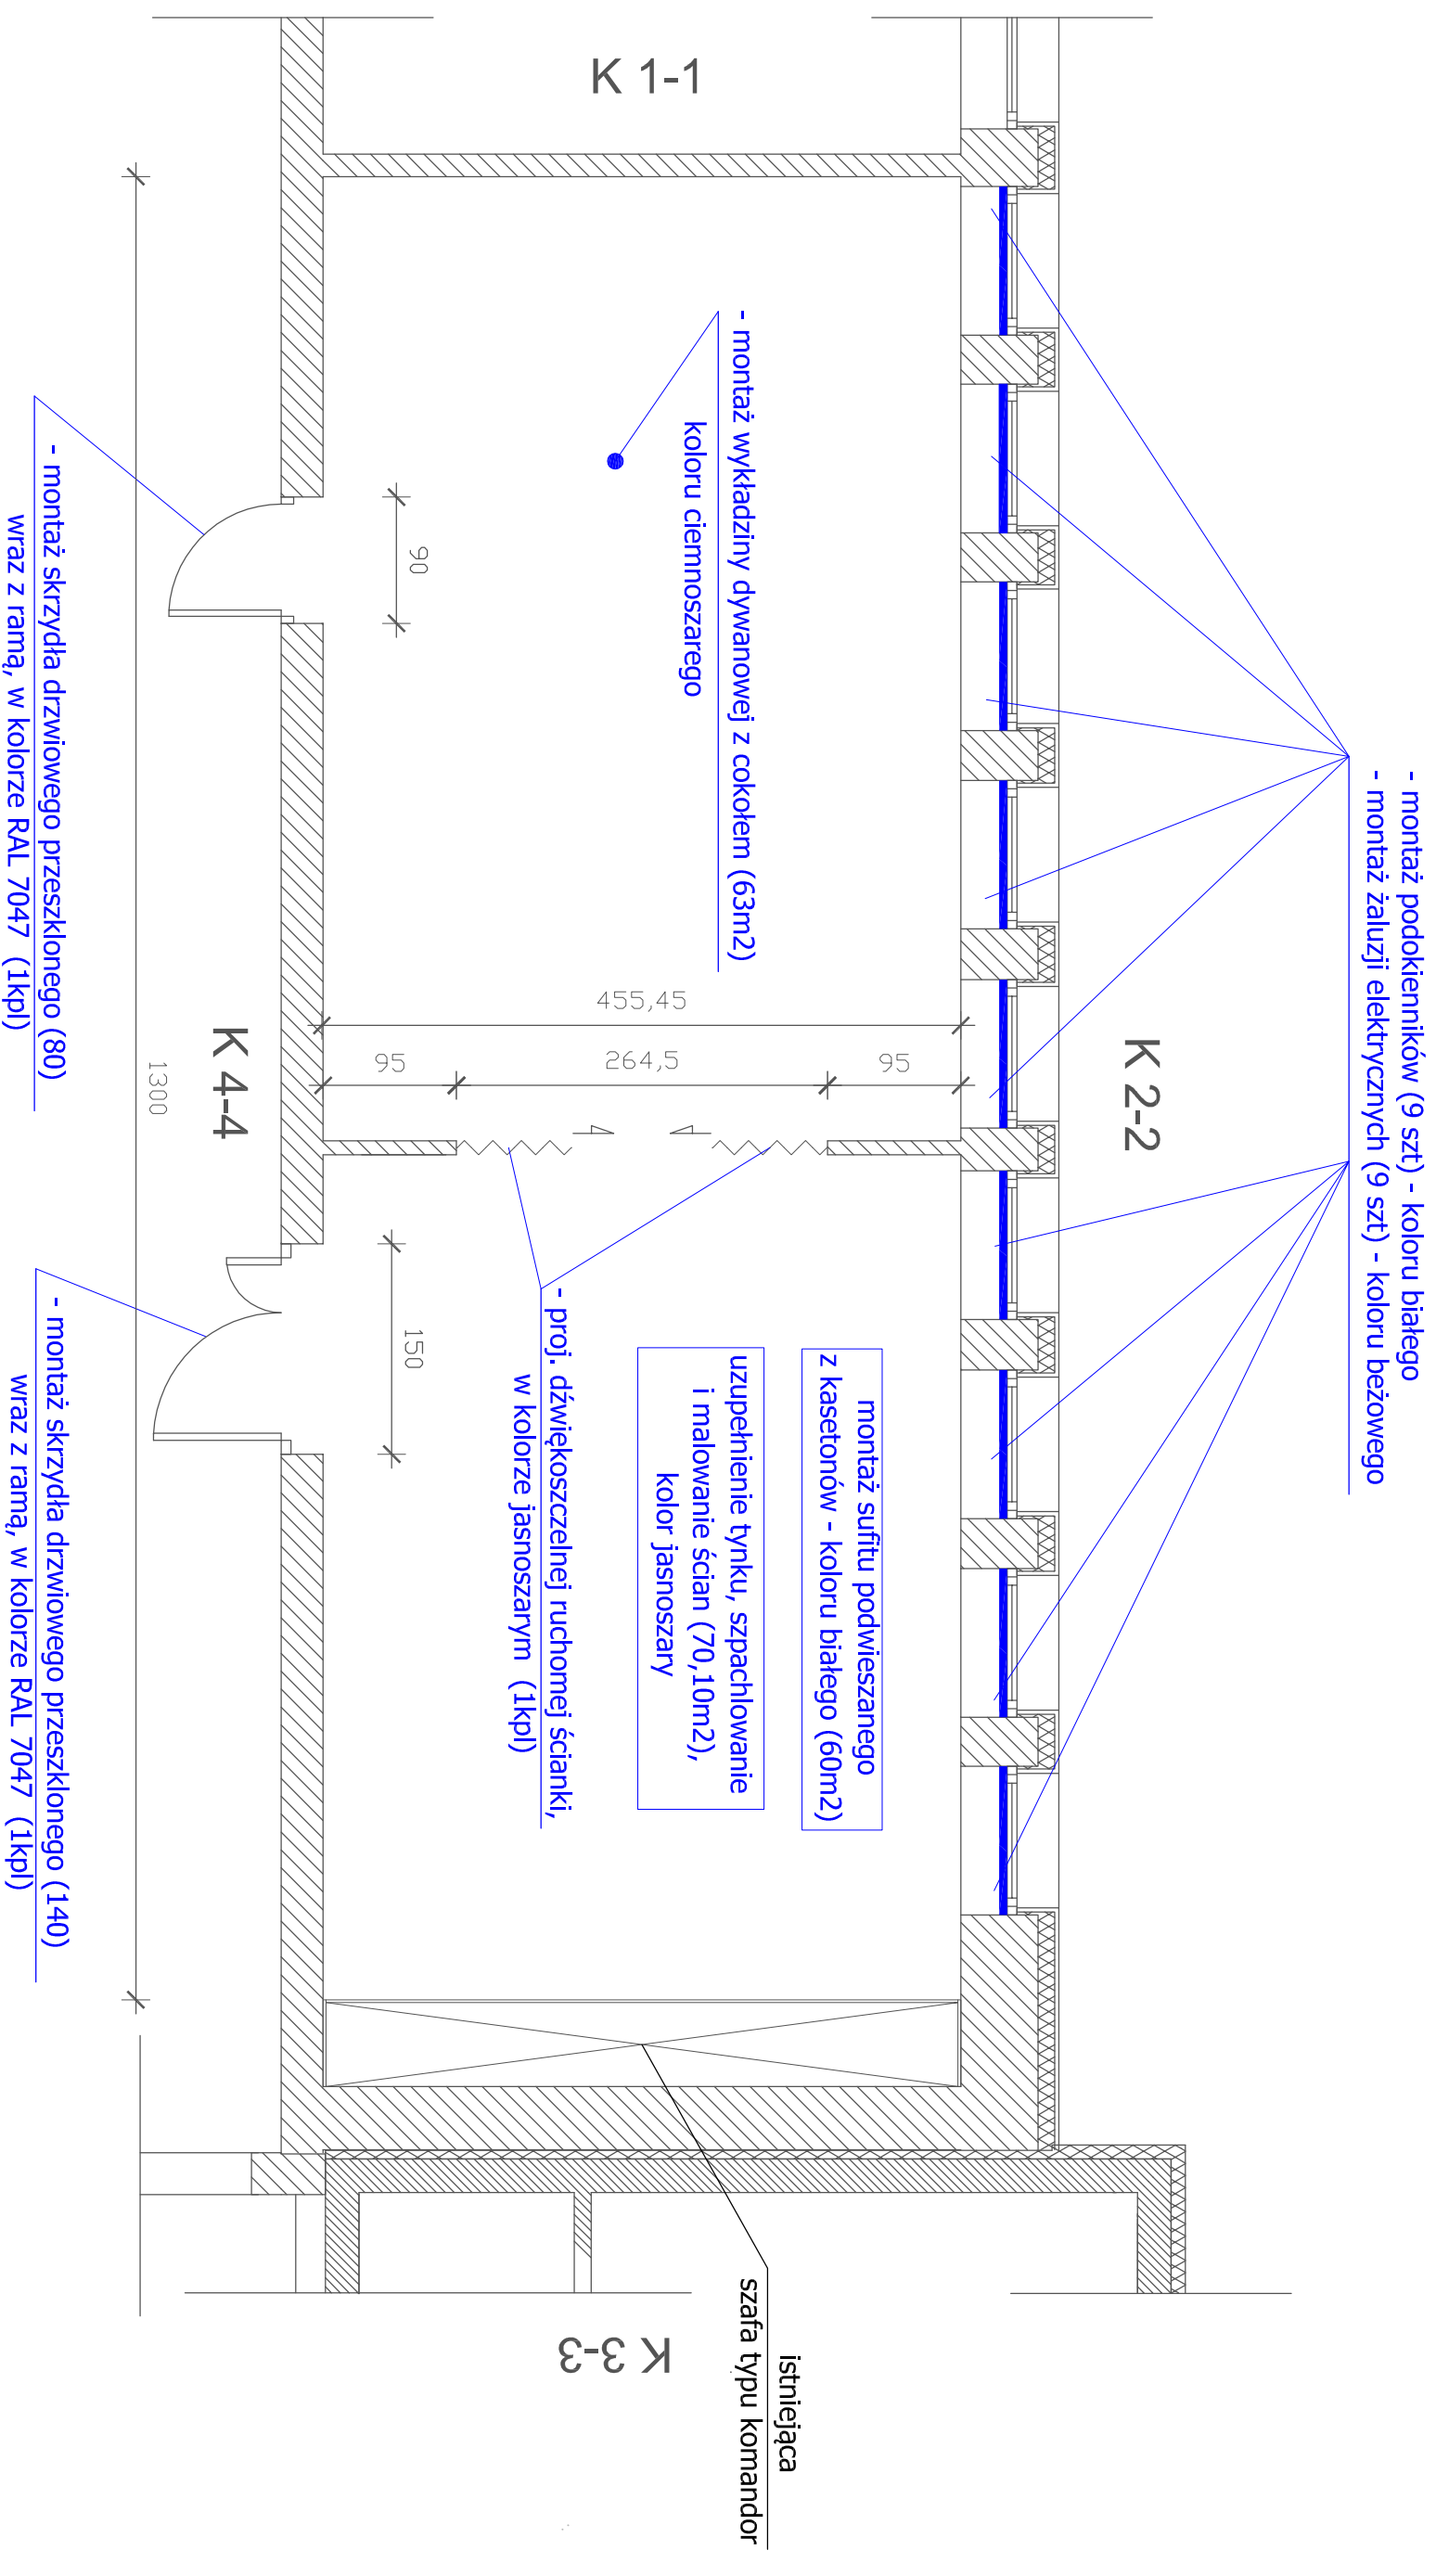 - montaż podokienników (9 szt) - koloru białego
- montaż żaluzji elektrycznych (9 szt) - koloru beżowego
K 2-2
K 1-1
- montaż wykładziny dywanowej z cokołem (63m2)
koloru ciemnoszarego
455,45
95
264,5
95
montaż sufitu podwieszanego
z kasetonów - koloru białego (60m2)
uzupełnienie tynku, szpachlowanie
i malowanie ścian (70,10m2),
kolor jasnoszary
- proj. dźwiękoszczelnej ruchomej ścianki,
w kolorze jasnoszarym (1kpl)
istniejąca
szafa typu komandor
K 3-3
90
150
K 4-4
1300
- montaż skrzydła drzwiowego przeszklonego (80)
wraz z ramą, w kolorze RAL 7047 (1kpl)
- montaż skrzydła drzwiowego przeszklonego (140)
wraz z ramą, w kolorze RAL 7047 (1kpl)